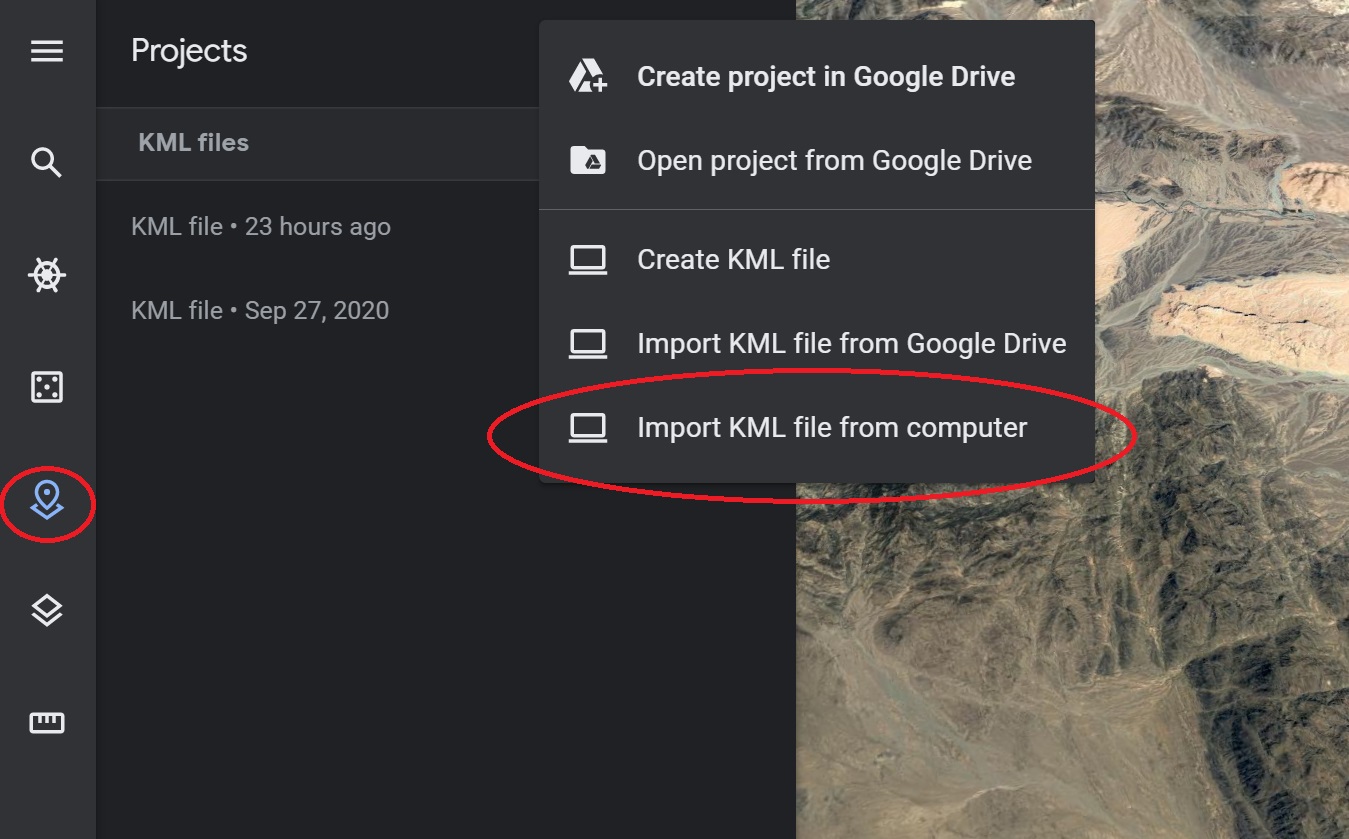 Projects
KML files
KML file • 23 hours ago
KML file • Sep 27, 2020
Create project in Google Drive
Open project from Google Drive
Create KML file
Import KML file from Google Drive
Import KML file from computer